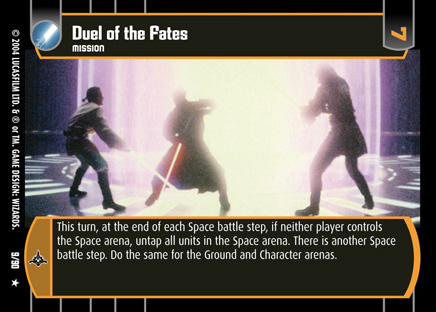 Duel of the Fates
MISSION
7
This turn, at the end of each Space battle step, if neither player controls
the Space arena, untap all units in the Space arena. There is another Space
battle step. Do the same for the Ground and Character arenas.
© 2004 LUCASFILM LTD. & ® or TM. GAME DESIGN: WIZARDS.
9/90